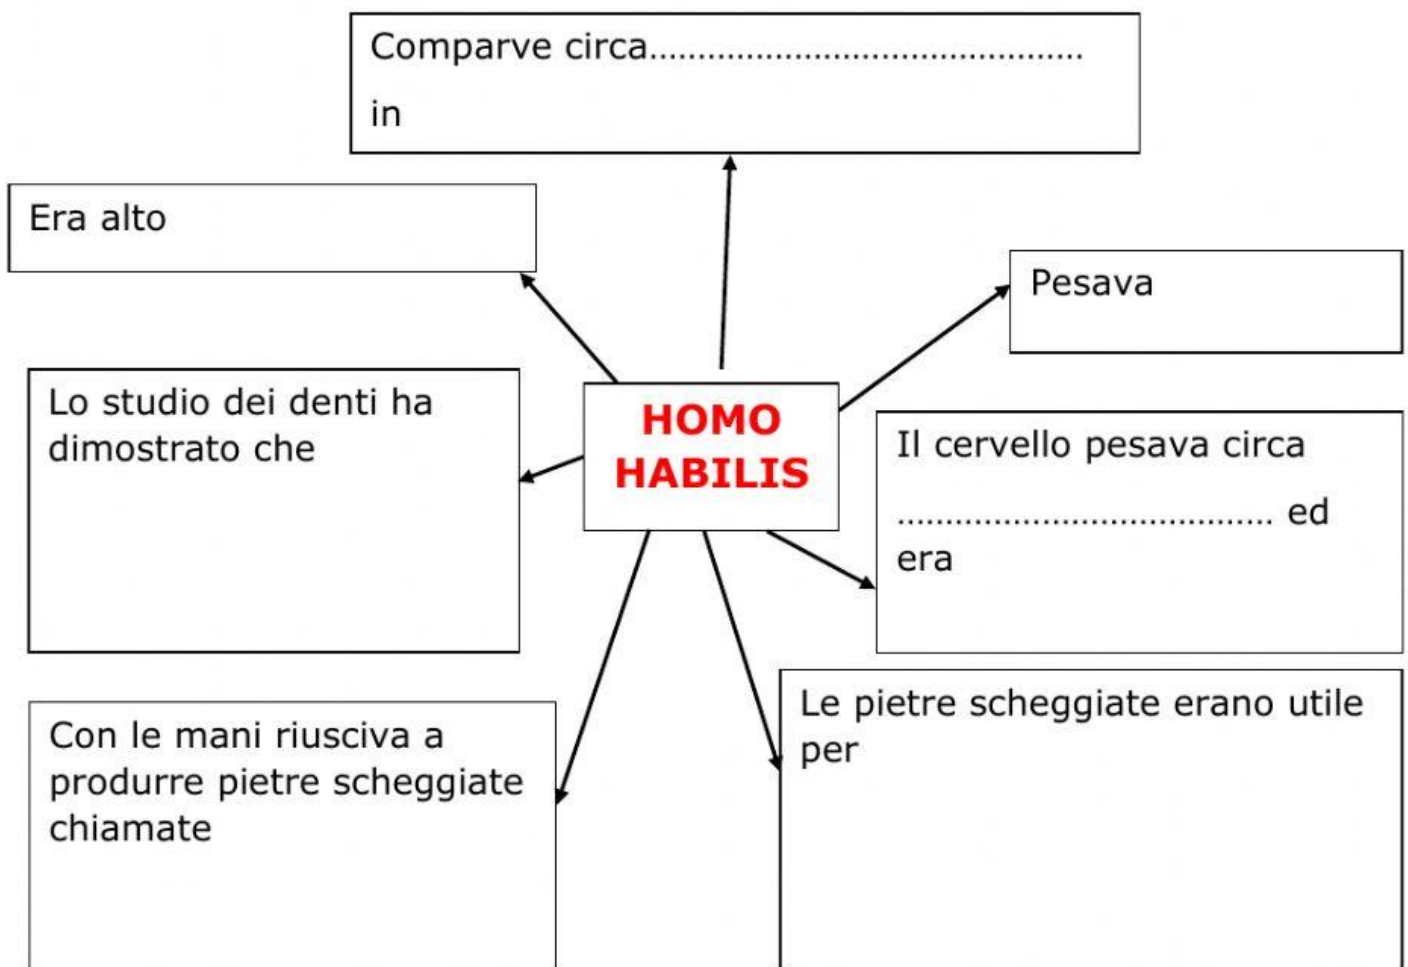 Comparve circa.............................................
in
Era alto
Pesava
Lo studio dei denti ha
dimostrato che
HOMO
HABILIS
Il cervello pesava circa
....................................... ed
era
Con le mani riusciva a
produrre pietre scheggiate
chiamate
Le pietre scheggiate erano utile
per